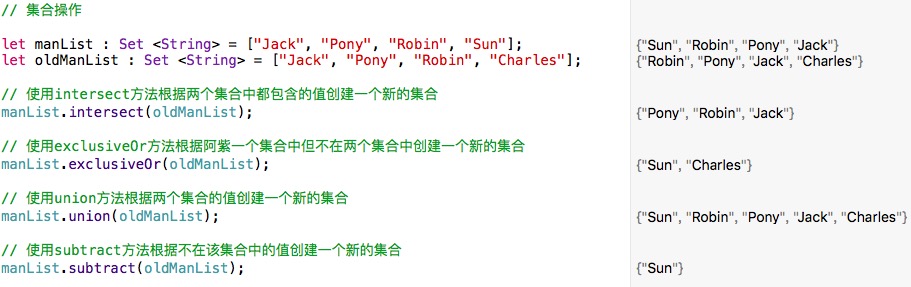 // 集合操作
let manList : Set <String> = ["Jack", "Pony", "Robin", "Sun"];
{"Sun", "Robin", "Pony", "Jack"}
let oldManList : Set <String> = ["Jack", "Pony", "Robin", "Charles"];
{"Robin", "Pony", "Jack", "Charles"}
// 使用intersect方法根据两个集合中都包含的值创建一个新的集合
manList.intersect(oldManList);
{"Pony", "Robin", "Jack"}
// 使用exclusiveOr方法根据阿紫一个集合中但不在两个集合中创建一个新的集合
manList.exclusiveOr(oldManList);
{"Sun", "Charles"}
// 使用union方法根据两个集合的值创建一个新的集合
manList.union(oldManList);
{"Sun", "Robin", "Pony", "Jack", "Charles"}
// 使用subtract方法根据不在该集合中的值创建一个新的集合
manList.subtract(oldManList);
{"Sun"}